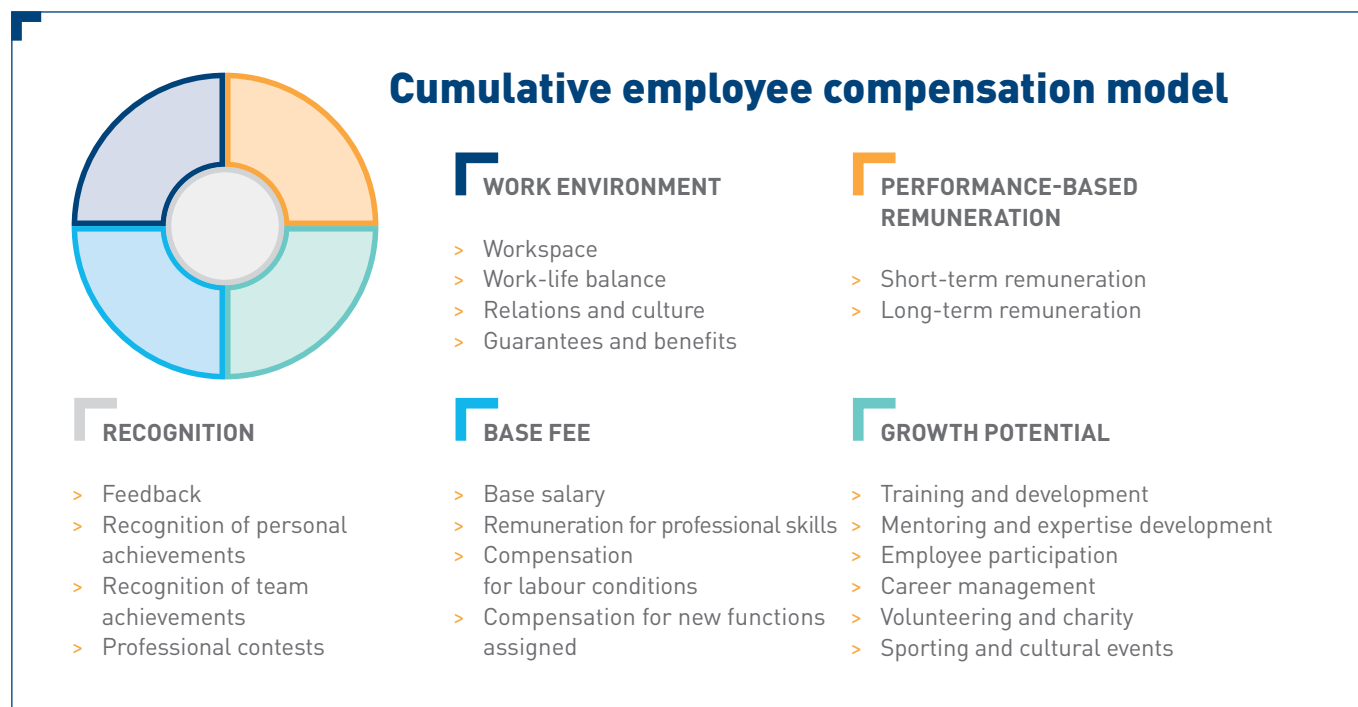 Cumulative employee compensation model
WORK ENVIRONMENT
> Workspace
> Work-life balance
> Relations and culture
> Guarantees and benefits
PERFORMANCE-BASED
REMUNERATION
> Short-term remuneration
> Long-term remuneration
RECOGNITION
> Feedback
> Recognition of personal
achievements
> Recognition of team
achievements
> Professional contests
BASE FEE
> Base salary
> Remuneration for professional skills
> Compensation
for labour conditions
> Compensation for new functions
assigned
GROWTH POTENTIAL
> Training and development
> Mentoring and expertise development
> Employee participation
> Career management
> Volunteering and charity
> Sporting and cultural events